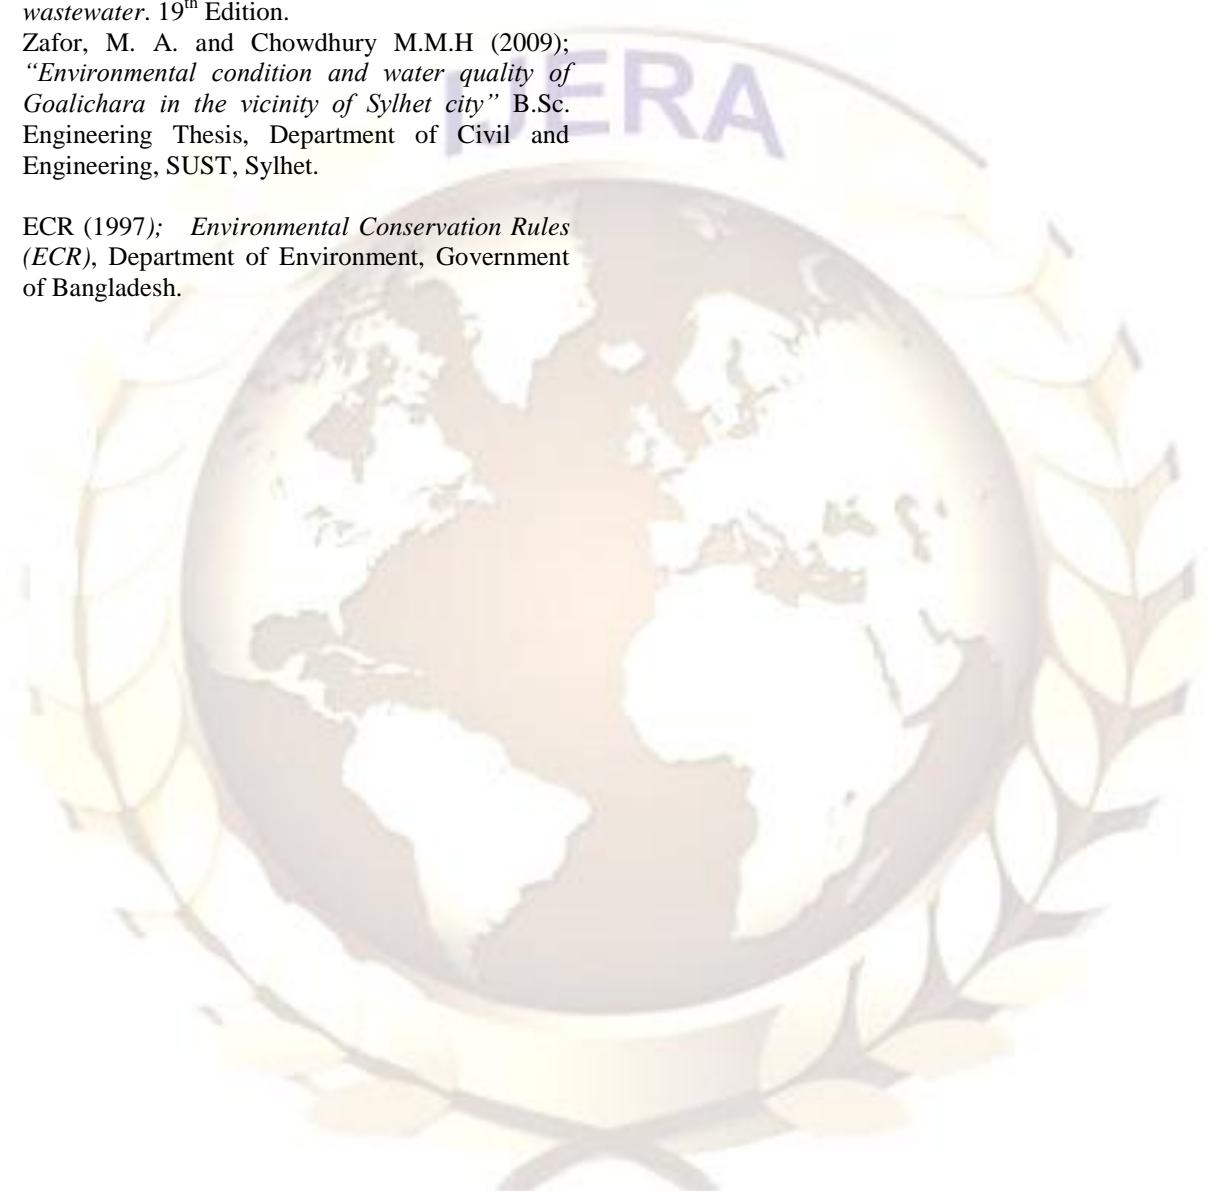 wastewater. 19th Edition.
Zafor, M. A. and Chowdhury M.M.H (2009);
“Environmental condition and water quality of
Goalichara in the vicinity of Sylhet city” B.Sc.
Engineering Thesis, Department of Civil and
Engineering, SUST, Sylhet.
ECR (1997); Environmental Conservation Rules
(ECR), Department of Environment, Government
of Bangladesh.
IJERA